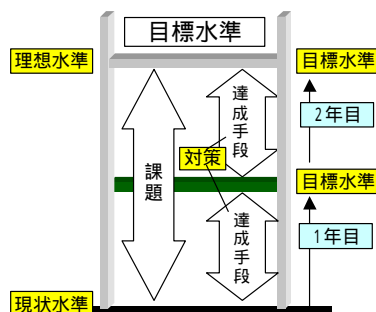 目標水準
理想水準
目標水準
達成手段
2年目
対策
課題
目標水準
達成手段
1年目
現状水準